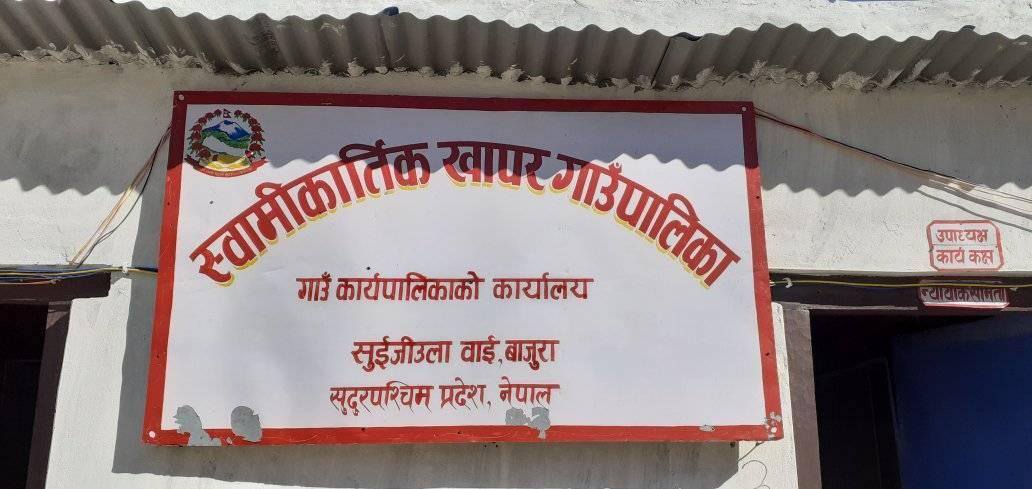 स्वामीकार्तिक खापर गाउँपालिका
गाउँ कार्यपालिकाको कार्यालय
सुईजीउला वाई, बाजुरा
सुदुरपश्चिम प्रदेश, नेपाल
उपाध्यक्ष
कार्य कक्ष